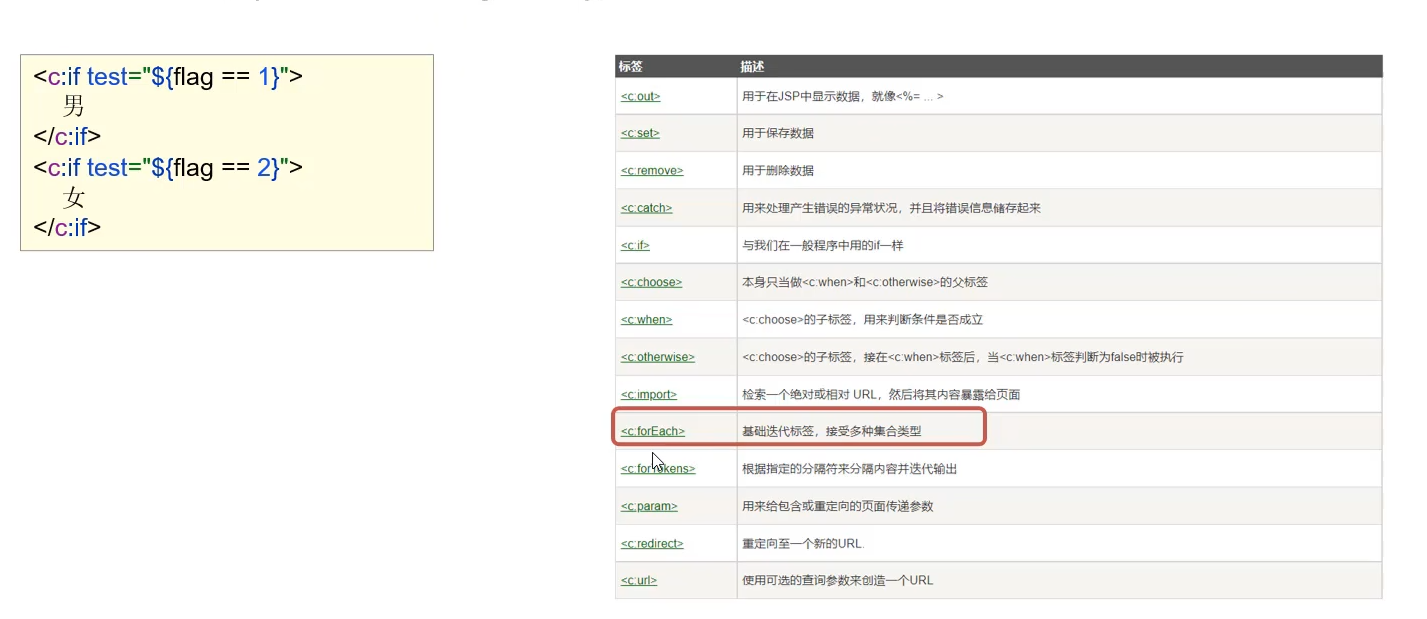 <c:if test="${flag == 1}">
男
</c:if>
<c:if test="${flag == 2}">
女
</c:if>
标签 描述
<c:out> 用于在JSP中显示数据，就像<%= ... >
<c:set> 用于保存数据
<c:remove> 用于删除数据
<c:catch> 用来处理产生错误的异常状况，并且将错误信息储存起来
<c:if> 与我们在一般程序中用的if一样
<c:choose> 本身只当做<c:when>和<c:otherwise>的父标签
<c:when> <c:choose>的子标签，用来判断条件是否成立
<c:otherwise> <c:choose>的子标签，接在<c:when>标签后，当<c:when>标签判断为false时被执行
<c:import> 检索一个绝对或相对 URL，然后将其内容暴露给页面
<c:forEach> 基础迭代标签，接受多种集合类型
<c:forTokens> 根据指定的分隔符来分隔内容并迭代输出
<c:param> 用来给包含或重定向的页面传递参数
<c:redirect> 重定向至一个新的URL.
<c:url> 使用可选的查询参数来创造一个URL